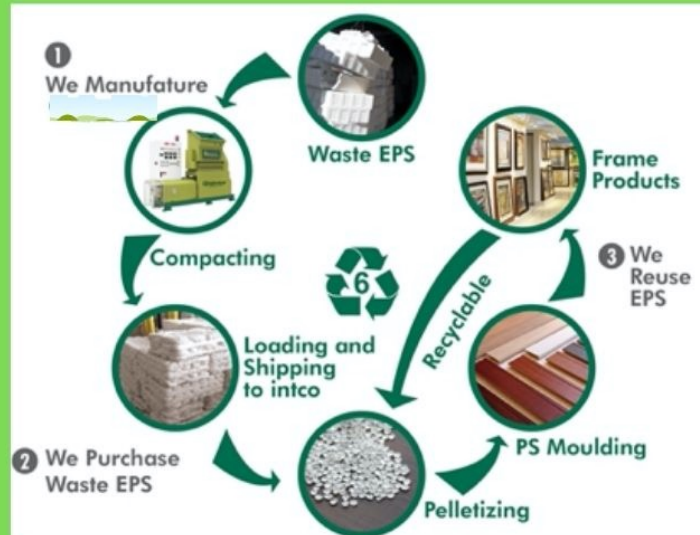 1
We Manufature
Waste EPS
Frame
Products
Compacting
3 We
Reuse
EPS
6
Recyclable
Loading and
Shipping
to intco
PS Moulding
2 We Purchase
Waste EPS
Pelletizing